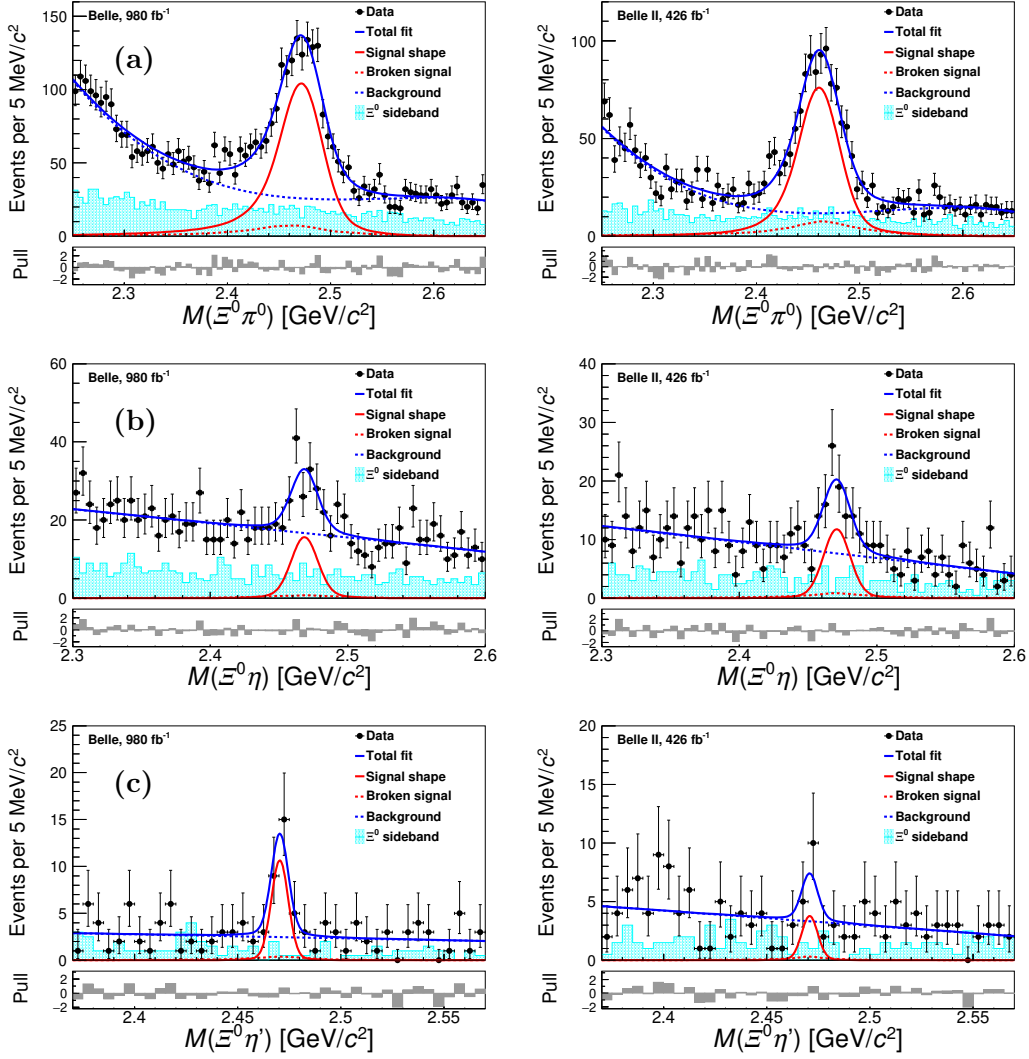 Belle, 980 fb⁻¹
(a)
Data
Total fit
Signal shape
Broken signal
Background
Ξ⁰ sideband
Events per 5 MeV/c²
150
100
50
0
Pull
2
0
−2
2.3 2.4 2.5 2.6
M(Ξ⁰π⁰) [GeV/c²]
Belle II, 426 fb⁻¹
Data
Total fit
Signal shape
Broken signal
Background
Ξ⁰ sideband
Events per 5 MeV/c²
100
50
0
Pull
2
0
−2
2.3 2.4 2.5 2.6
M(Ξ⁰π⁰) [GeV/c²]
Belle, 980 fb⁻¹
(b)
Data
Total fit
Signal shape
Broken signal
Background
Ξ⁰ sideband
Events per 5 MeV/c²
60
40
20
0
Pull
2
0
−2
2.3 2.4 2.5 2.6
M(Ξ⁰η) [GeV/c²]
Belle II, 426 fb⁻¹
Data
Total fit
Signal shape
Broken signal
Background
Ξ⁰ sideband
Events per 5 MeV/c²
40
30
20
10
0
Pull
2
0
−2
2.3 2.4 2.5 2.6
M(Ξ⁰η) [GeV/c²]
Belle, 980 fb⁻¹
(c)
Data
Total fit
Signal shape
Broken signal
Background
Ξ⁰ sideband
Events per 5 MeV/c²
25
20
15
10
5
0
Pull
2
0
−2
2.4 2.45 2.5 2.55
M(Ξ⁰η') [GeV/c²]
Belle II, 426 fb⁻¹
Data
Total fit
Signal shape
Broken signal
Background
Ξ⁰ sideband
Events per 5 MeV/c²
20
15
10
5
0
Pull
2
0
−2
2.4 2.45 2.5 2.55
M(Ξ⁰η') [GeV/c²]